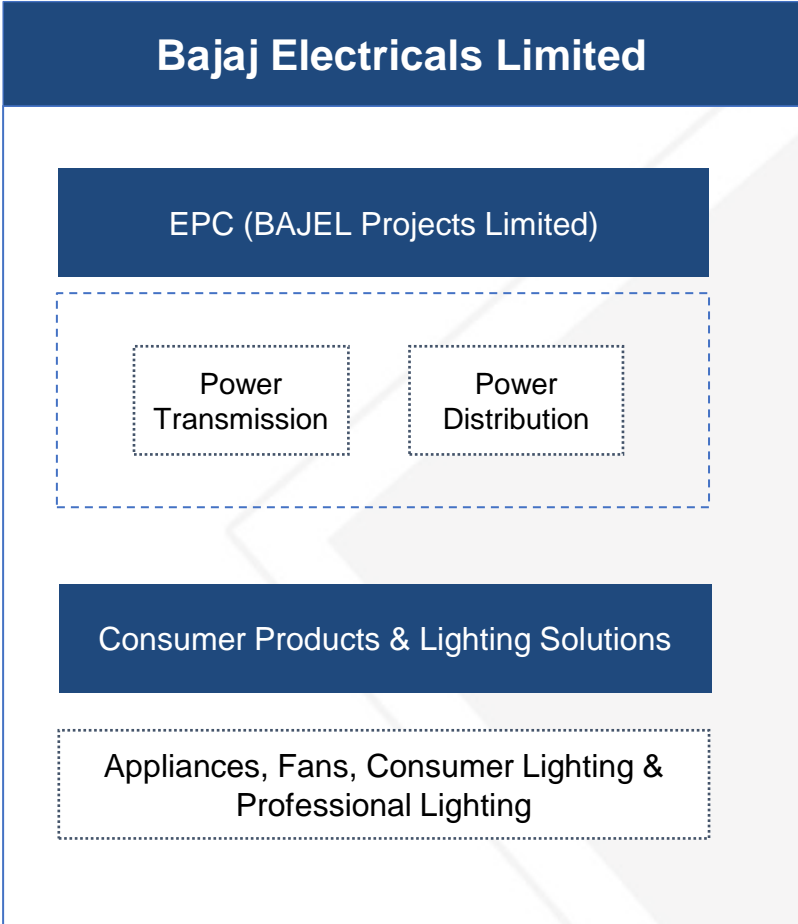 Bajaj Electricals Limited
EPC (BAJEL Projects Limited)
Power
Transmission
Power
Distribution
Consumer Products & Lighting Solutions
Appliances, Fans, Consumer Lighting &
Professional Lighting